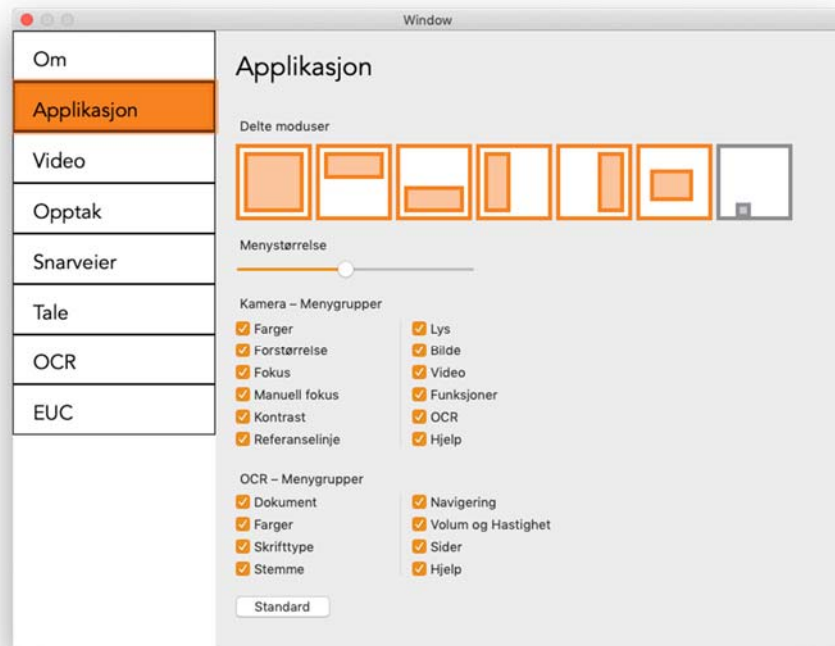 Window
Om
Applikasjon
Video
Opptak
Snarveier
Tale
OCR
EUC
Applikasjon
Delte moduser
Menystørrelse
Kamera – Menygrupper
Farger
Forstørrelse
Fokus
Manuell fokus
Kontrast
Referanselinje
Lys
Bilde
Video
Funksjoner
OCR
Hjelp
OCR – Menygrupper
Dokument
Farger
Skrifttype
Stemme
Navigering
Volum og Hastighet
Sider
Hjelp
Standard